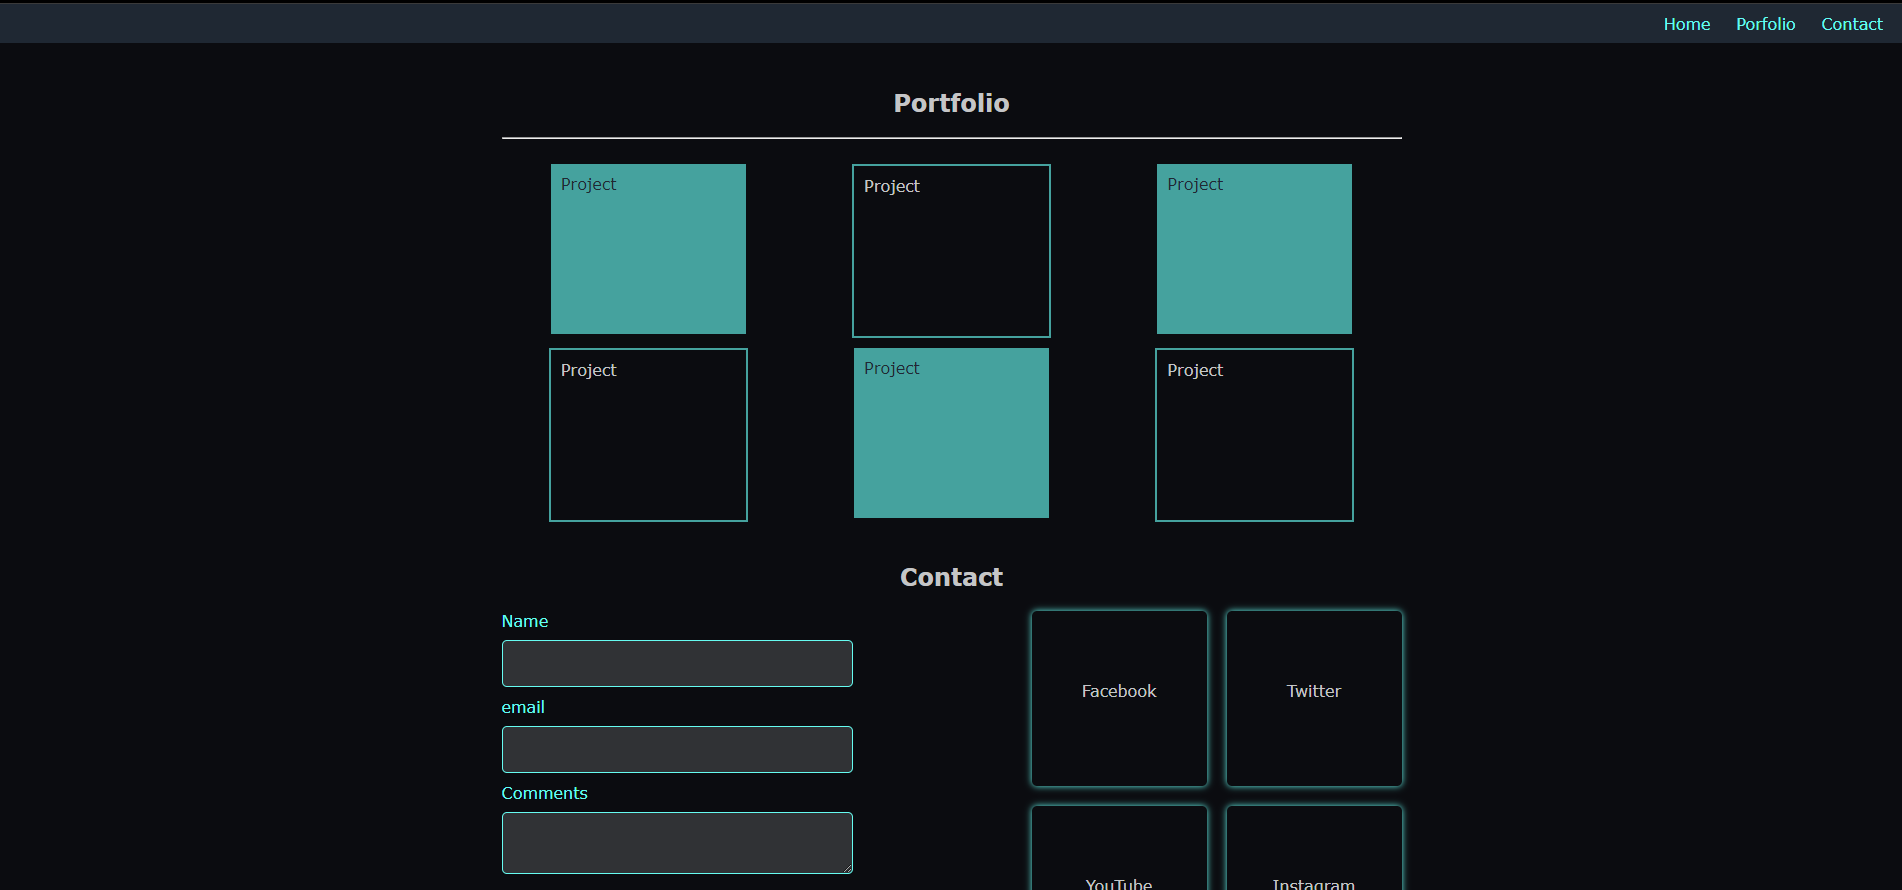 Home Porfolio Contact
Portfolio
Project Project Project
Project Project Project
Contact
Name
email
Comments
Facebook Twitter
YouTube Instagram